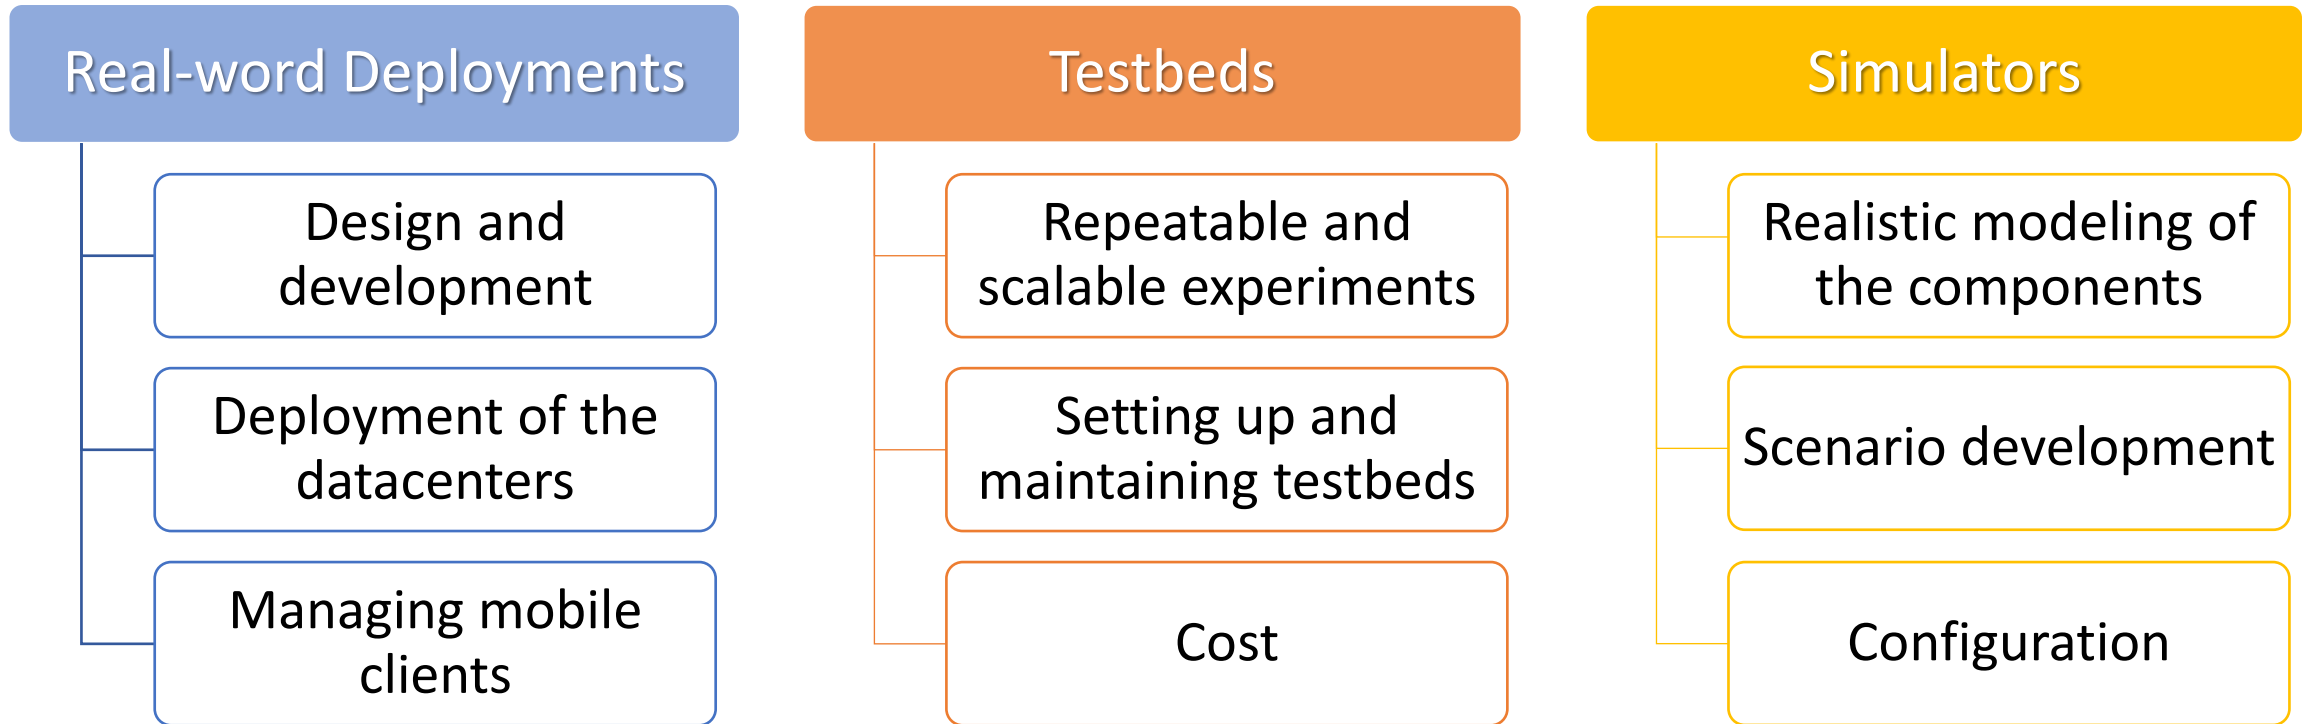 Real-word Deployments
Design and
development
Deployment of the
datacenters
Managing mobile
clients
Testbeds
Repeatable and
scalable experiments
Setting up and
maintaining testbeds
Cost
Simulators
Realistic modeling of
the components
Scenario development
Configuration